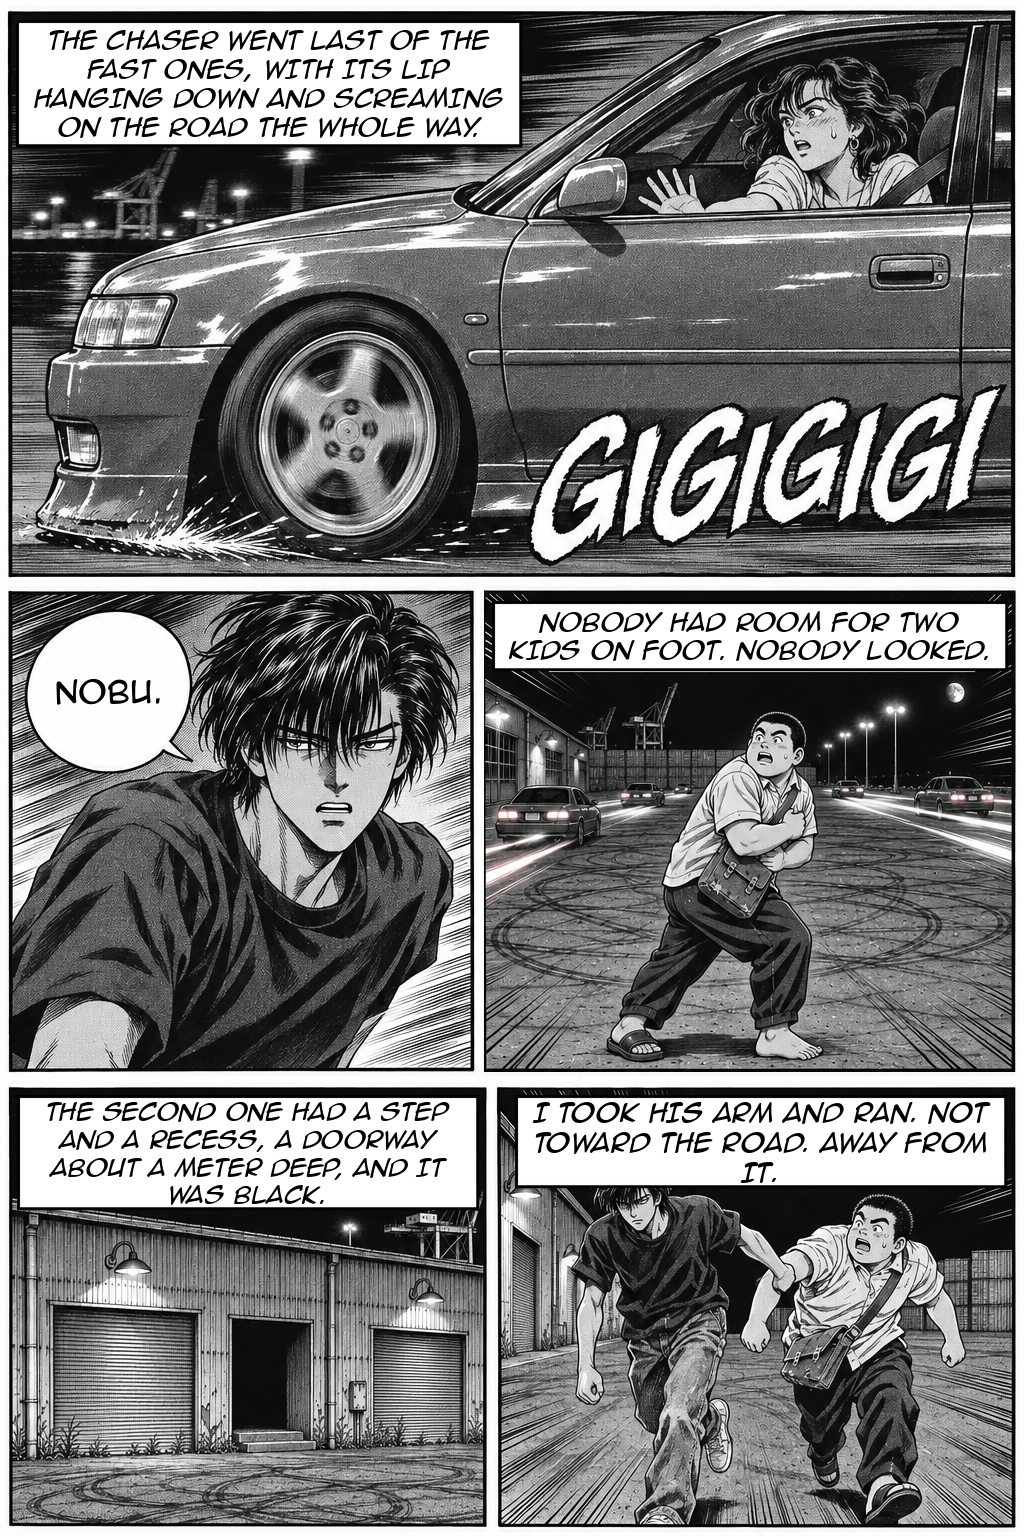 THE CHASER WENT LAST OF THE
FAST ONES, WITH ITS LIP
HANGING DOWN AND SCREAMING
ON THE ROAD THE WHOLE WAY.
GIGIGIGI
NOBU.
NOBODY HAD ROOM FOR TWO
KIDS ON FOOT. NOBODY LOOKED.
THE SECOND ONE HAD A STEP
AND A RECESS, A DOORWAY
ABOUT A METER DEEP, AND IT
WAS BLACK.
I TOOK HIS ARM AND RAN. NOT
TOWARD THE ROAD. AWAY FROM
IT.